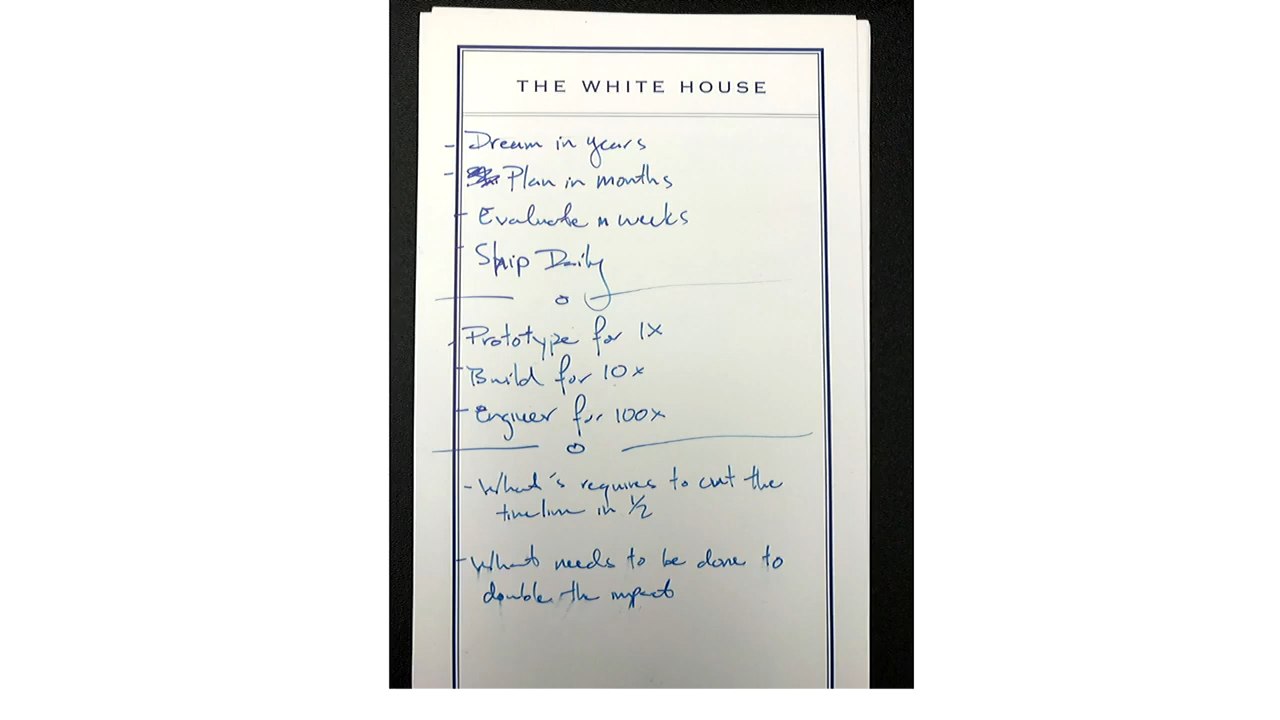 THE WHITE HOUSE
- Dream in years
- Plan in months
- Evaluate in weeks
- Ship Daily
- Prototype for 1x
- Build for 10x
- Engineer for 100x
- What's requires to cut the
timeline in 1/2
- What needs to be done to
double the impact